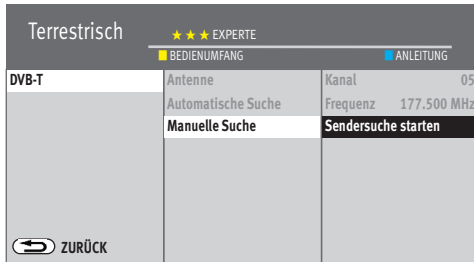 Terrestrisch
★ ★ ★ EXPERTE
BEDIENUMFANG ANLEITUNG
DVB-T Antenne Kanal 05
Automatische Suche Frequenz 177.500 MHz
Manuelle Suche Sendersuche starten
ZURÜCK